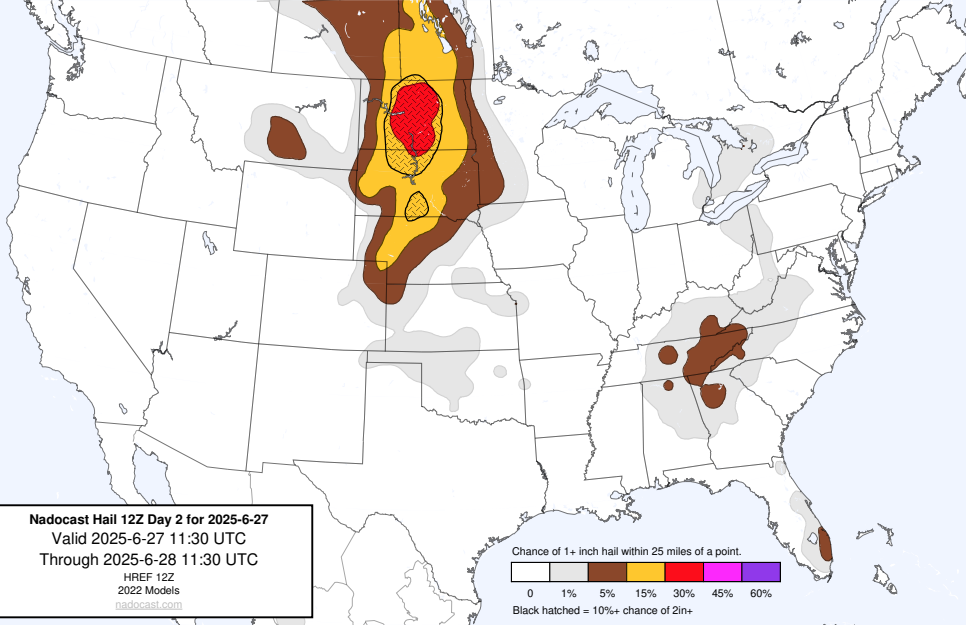 Nadocast Hail 12Z Day 2 for 2025-6-27
Valid 2025-6-27 11:30 UTC
Through 2025-6-28 11:30 UTC
HREF 12Z
2022 Models
nadocast.com
Chance of 1+ inch hail within 25 miles of a point.
0 1% 5% 15% 30% 45% 60%
Black hatched = 10%+ chance of 2in+